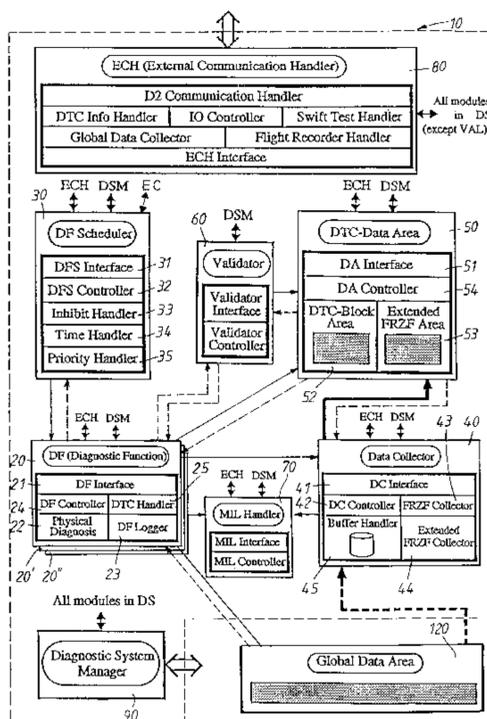 10
ECH (External Communication Handler)
80
D2 Communication Handler
DTC Info Handler IO Controller Swift Test Handler
Global Data Collector Flight Recorder Handler
ECH Interface
All modules
in DS
(except VAL)
ECH DSM EC
30
DF Scheduler
DFS Interface 31
DFS Controller 32
Inhibit Handler 33
Time Handler 34
Priority Handler 35
DSM
60
Validator
Validator
Interface
Validator
Controller
ECH DSM
50
DTC-Data Area
DA Interface 51
DA Controller 54
DTC-Block
Area
Extended
FRZF Area
53
52
ECH DSM
20
DF (Diagnostic Function)
21
DF Interface
25
24
DF Controller DTC Handler
22
Physical
Diagnosis
DF Logger
20' 20" 23
ECH DSM
70
MIL Handler
MIL Interface
MIL Controller
ECH DSM 43 40
Data Collector
41
DC Interface
42
DC Controller FRZF Collector
Buffer Handler
Extended
FRZF Collector
45 44
All modules in DS
Diagnostic System
Manager
90
120
Global Data Area